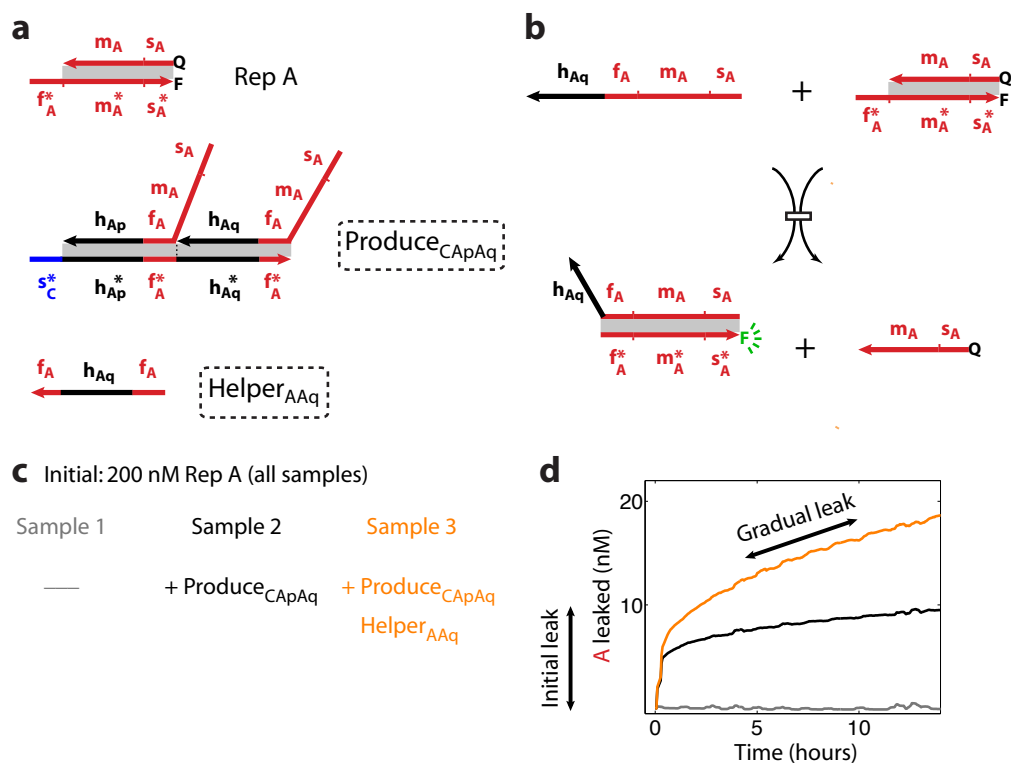 a
m_A s_A
Q
Rep A
F
f*_A m*_A s*_A
s_A s_A
m_A m_A
h_Ap f_A h_Aq f_A
Produce_CApAq
s*_C h*_Ap f*_A h*_Aq f*_A
f_A h_Aq f_A
Helper_AAq
b
h_Aq f_A m_A s_A
+
m_A s_A
Q
F
f*_A m*_A s*_A
h_Aq f_A m_A s_A
F
f*_A m*_A s*_A
+
m_A s_A
Q
c Initial: 200 nM Rep A (all samples)
Sample 1 Sample 2 Sample 3
— + Produce_CApAq + Produce_CApAq
Helper_AAq
d
Initial leak
A leaked (nM)
20
10
0
Gradual leak
0 5 10
Time (hours)